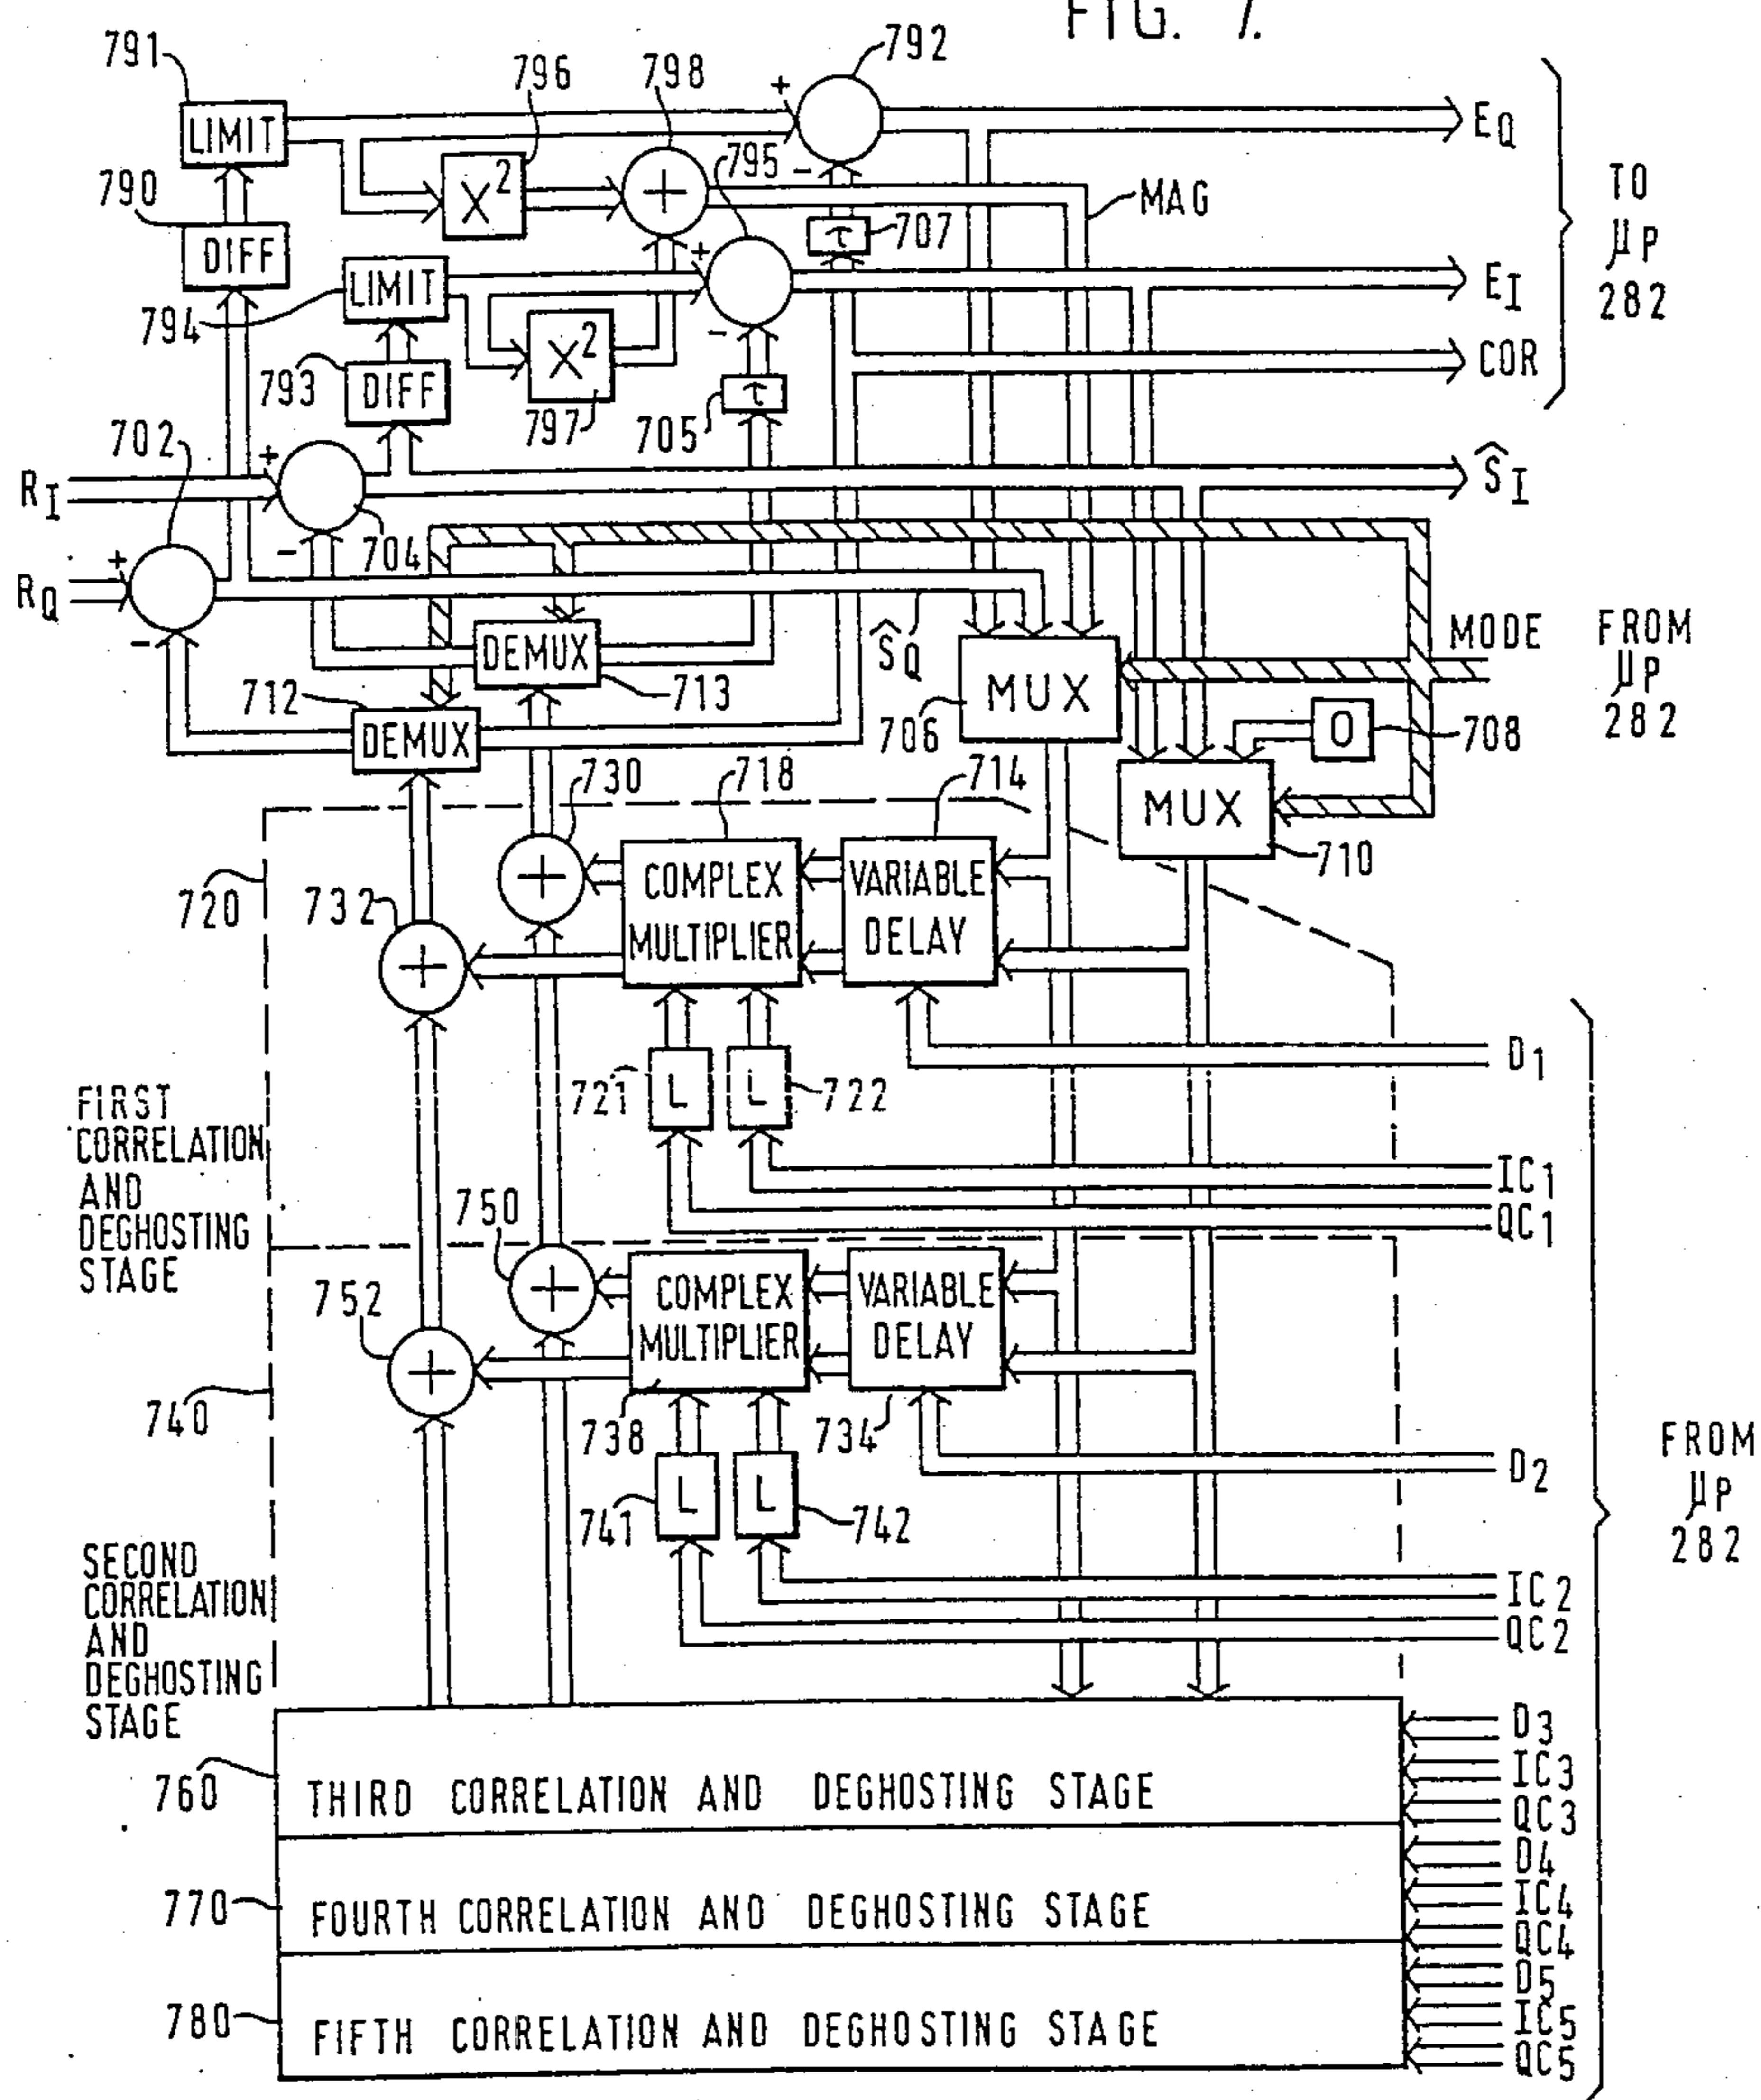 FIG. 7.
791
796
798
792
LIMIT
+
EQ
790
X2
+
795
-
TO
μP
282
MAG
DIFF
τ
707
LIMIT
+
EI
794
X2
-
COR
793
DIFF
797
705
τ
702
RI
+
ŜI
704
-
RQ
+
-
DEMUX
ŜQ
MODE
FROM
μP
282
712
713
MUX
DEMUX
706
0
708
730
718
714
MUX
710
720
732
+
COMPLEX
MULTIPLIER
VARIABLE
DELAY
+
721
L
L
722
D1
FIRST
CORRELATION
AND
DEGHOSTING
STAGE
IC1
QC1
750
752
+
COMPLEX
MULTIPLIER
VARIABLE
DELAY
+
740
738
734
D2
FROM
μP
282
741
L
L
742
SECOND
CORRELATION
AND
DEGHOSTING
STAGE
IC2
QC2
760
THIRD CORRELATION AND DEGHOSTING STAGE
D3
IC3
QC3
770
FOURTH CORRELATION AND DEGHOSTING STAGE
D4
IC4
QC4
780
FIFTH CORRELATION AND DEGHOSTING STAGE
D5
IC5
QC5